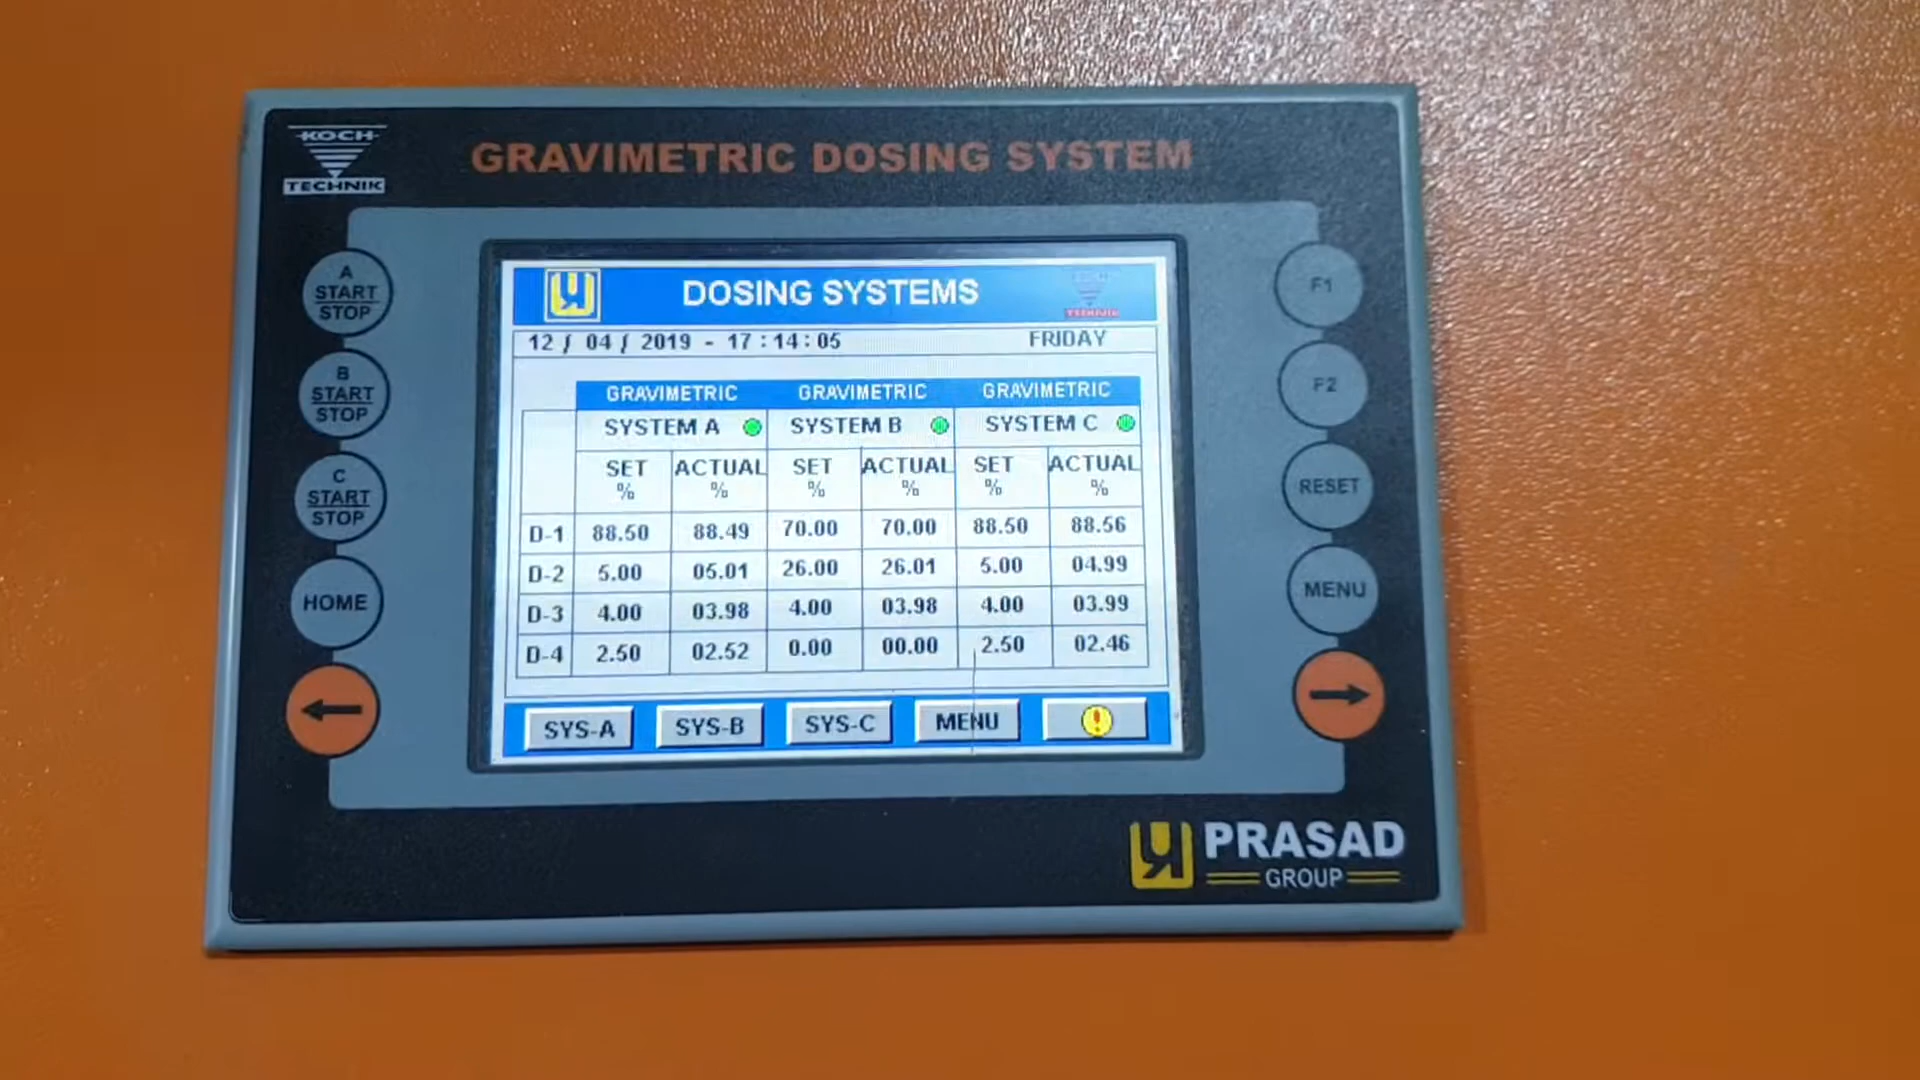 KOCH
TECHNIK
GRAVIMETRIC DOSING SYSTEM
A
START
STOP
B
START
STOP
C
START
STOP
HOME
F1
F2
RESET
MENU
DOSING SYSTEMS
KOCH
TECHNIK
12 / 04 / 2019 - 17 : 14 : 05 FRIDAY
GRAVIMETRIC GRAVIMETRIC GRAVIMETRIC
SYSTEM A SYSTEM B SYSTEM C
SET ACTUAL SET ACTUAL SET ACTUAL
% % % % % %
D-1 88.50 88.49 70.00 70.00 88.50 88.56
D-2 5.00 05.01 26.00 26.01 5.00 04.99
D-3 4.00 03.98 4.00 03.98 4.00 03.99
D-4 2.50 02.52 0.00 00.00 2.50 02.46
SYS-A SYS-B SYS-C MENU !
PRASAD
GROUP